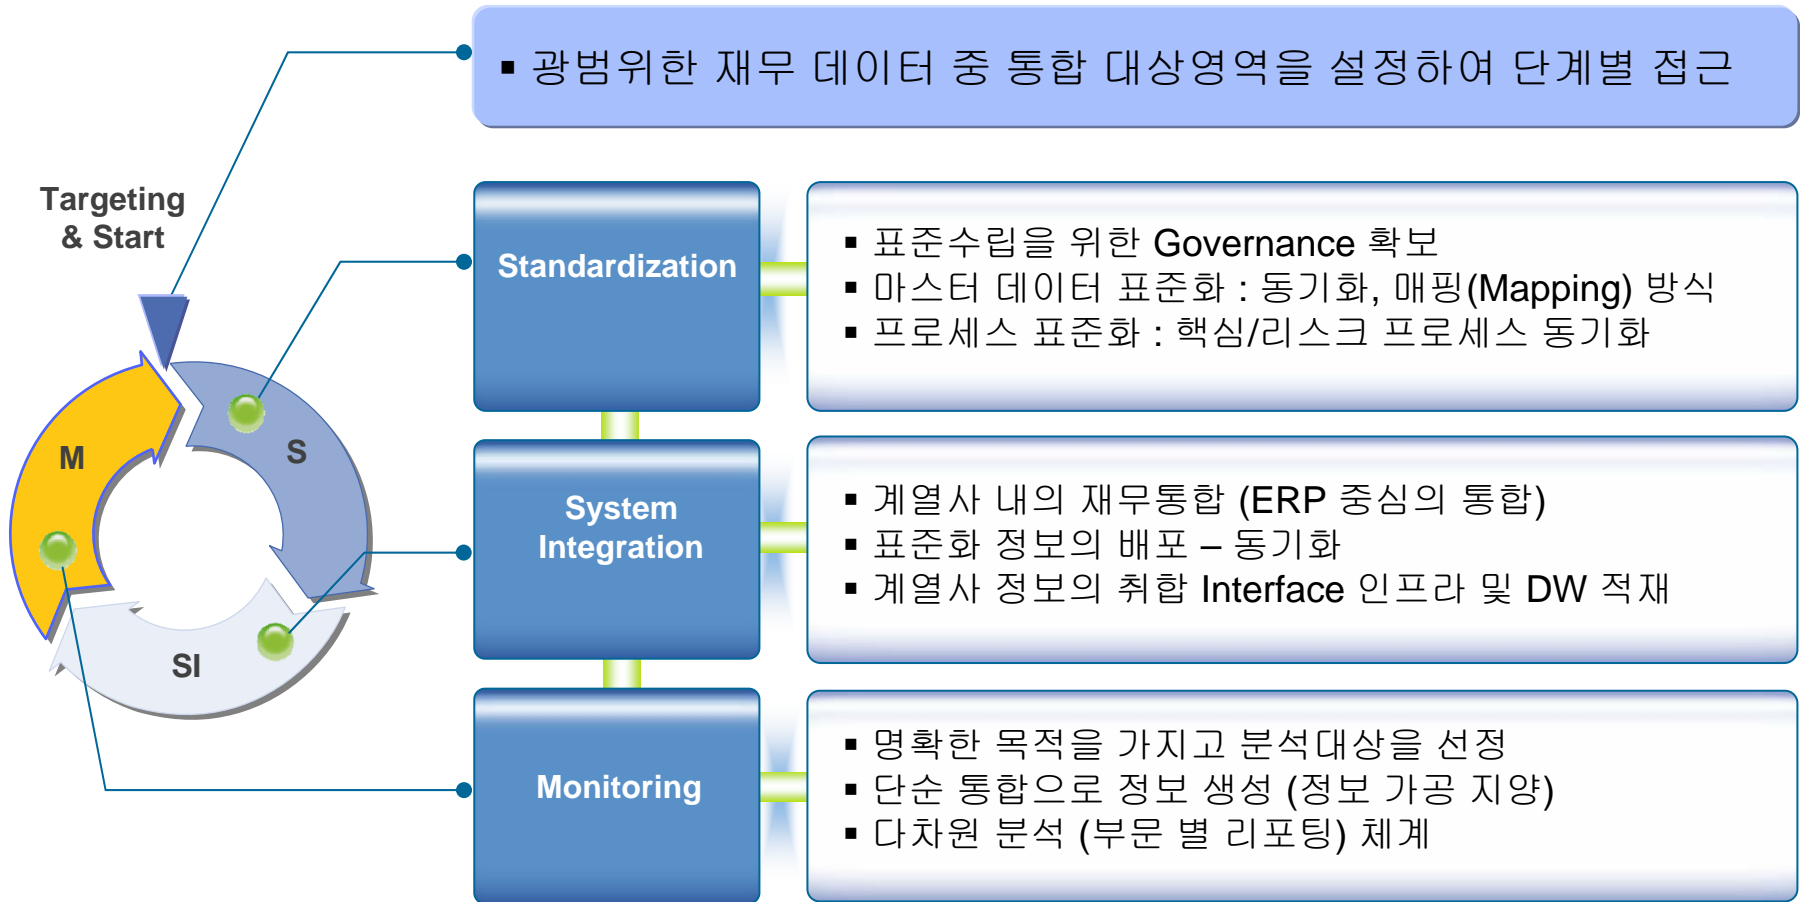 ▪ 광범위한 재무 데이터 중 통합 대상영역을 설정하여 단계별 접근
Targeting
& Start
M
S
SI
Standardization
▪ 표준수립을 위한 Governance 확보
▪ 마스터 데이터 표준화 : 동기화, 매핑(Mapping) 방식
▪ 프로세스 표준화 : 핵심/리스크 프로세스 동기화
System
Integration
▪ 계열사 내의 재무통합 (ERP 중심의 통합)
▪ 표준화 정보의 배포 – 동기화
▪ 계열사 정보의 취합 Interface 인프라 및 DW 적재
Monitoring
▪ 명확한 목적을 가지고 분석대상을 선정
▪ 단순 통합으로 정보 생성 (정보 가공 지양)
▪ 다차원 분석 (부문 별 리포팅) 체계